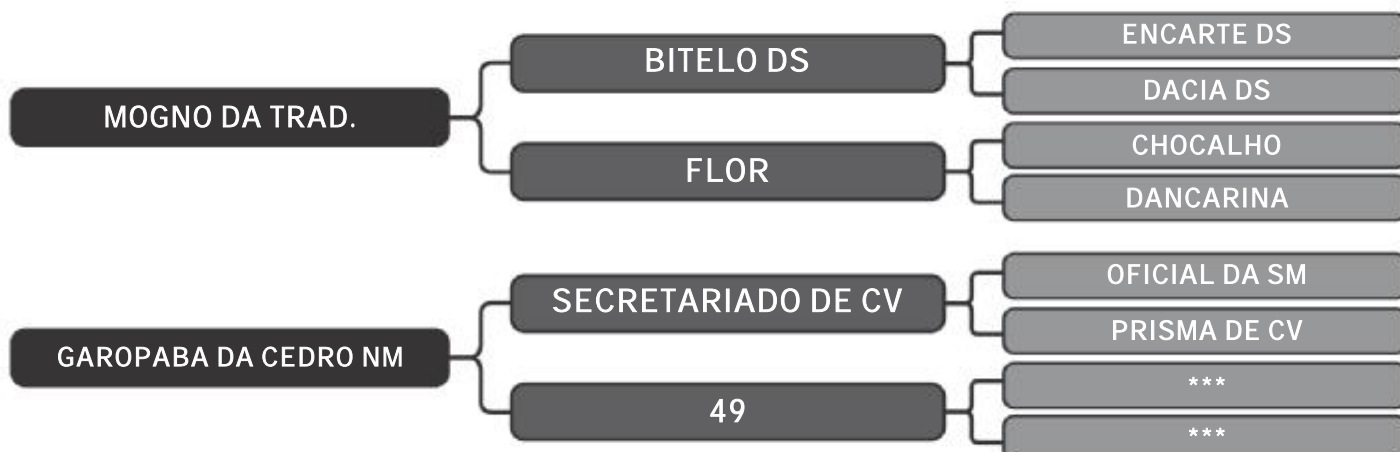 MOGNO DA TRAD.
BITELO DS
ENCARTE DS
DACIA DS
FLOR
CHOCALHO
DANCARINA
GAROPABA DA CEDRO NM
SECRETARIADO DE CV
OFICIAL DA SM
PRISMA DE CV
49
***
***